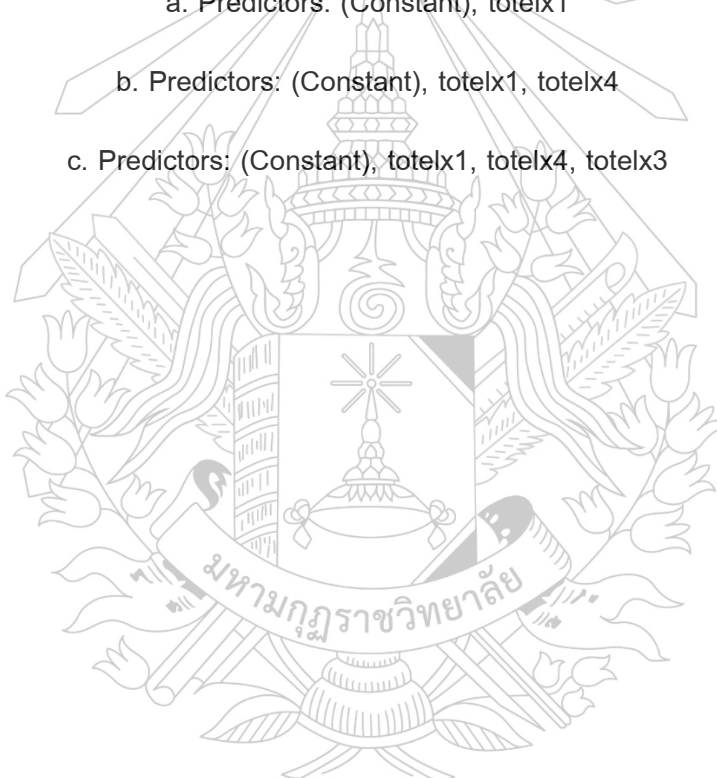 a. Predictors: (Constant), totelx1
b. Predictors: (Constant), totelx1, totelx4
c. Predictors: (Constant), totelx1, totelx4, totelx3
มหามกุฏราชวิทยาลัย